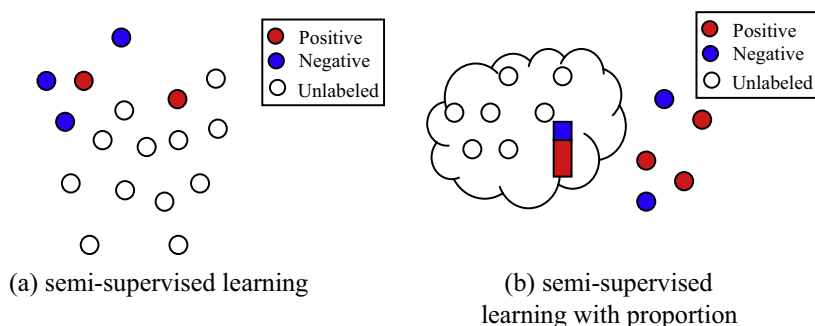 Positive
Negative
Unlabeled
Positive
Negative
Unlabeled
(a) semi-supervised learning
(b) semi-supervised
learning with proportion